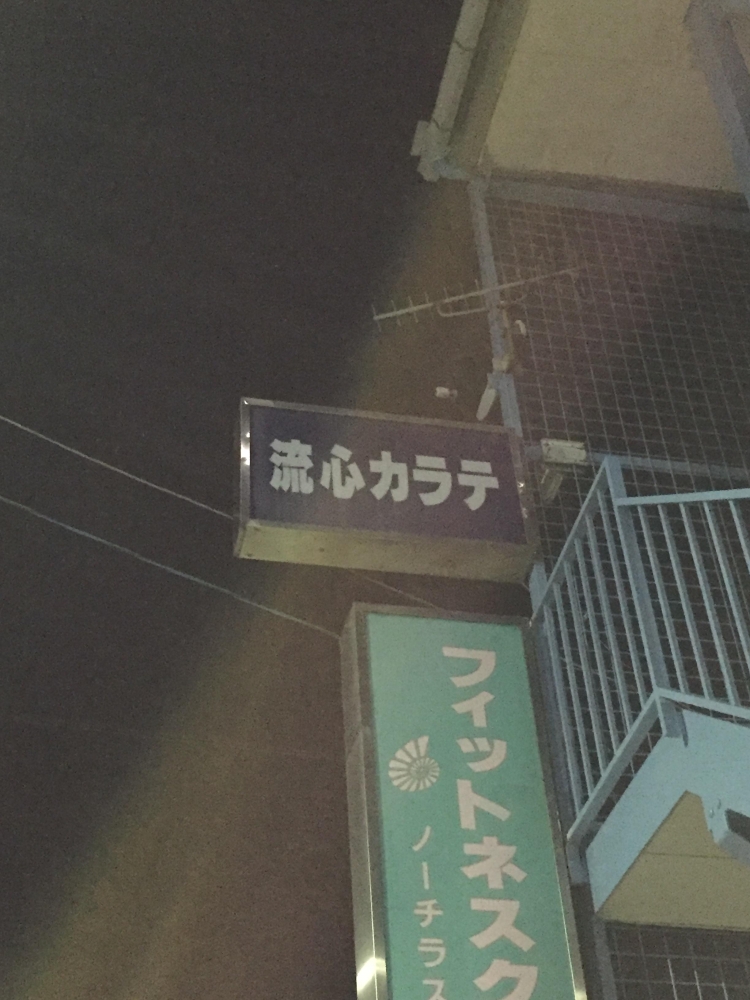 流心カラテ
フィットネスク
ノーチラス